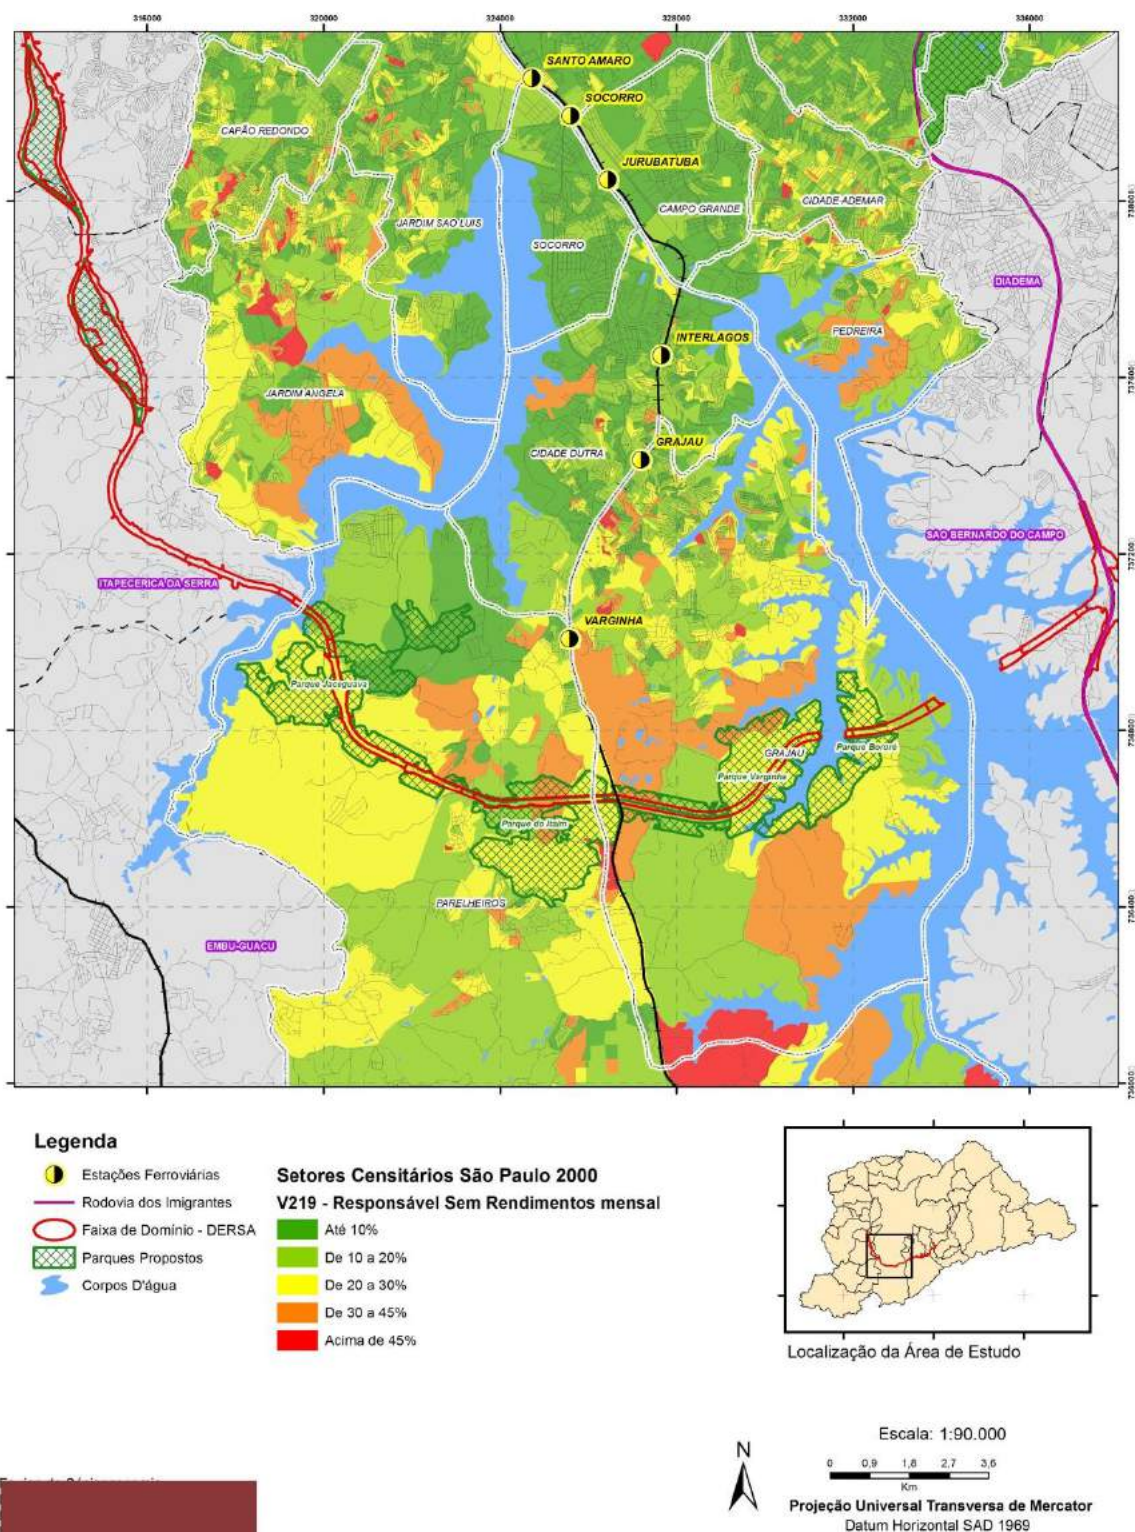 316000 320000 324000 328000 332000 336000
SANTO AMARO
SOCORRO
CAPÃO REDONDO
JURUBATUBA
CIDADE ADEMAR
CAMPO GRANDE
JARDIM SAO LUIS
SOCORRO
DIADEMA
PEDREIRA
INTERLAGOS
JARDIM ANGELA
GRAJAU
CIDADE DUTRA
SAO BERNARDO DO CAMPO
ITAPECERICA DA SERRA
VARGINHA
Parque Jaceguava
GRAJAU
Parque Bororé
Parque Varginha
Parque do Itaim
PARELHEIROS
EMBU-GUACU
Legenda
Estações Ferroviárias
Rodovia dos Imigrantes
Faixa de Domínio - DERSA
Parques Propostos
Corpos D'água
Setores Censitários São Paulo 2000
V219 - Responsável Sem Rendimentos mensal
Até 10%
De 10 a 20%
De 20 a 30%
De 30 a 45%
Acima de 45%
Localização da Área de Estudo
Escala: 1:90.000
N
0 0,9 1,8 2,7 3,6
Km
Projeção Universal Transversa de Mercator
Datum Horizontal SAD 1969